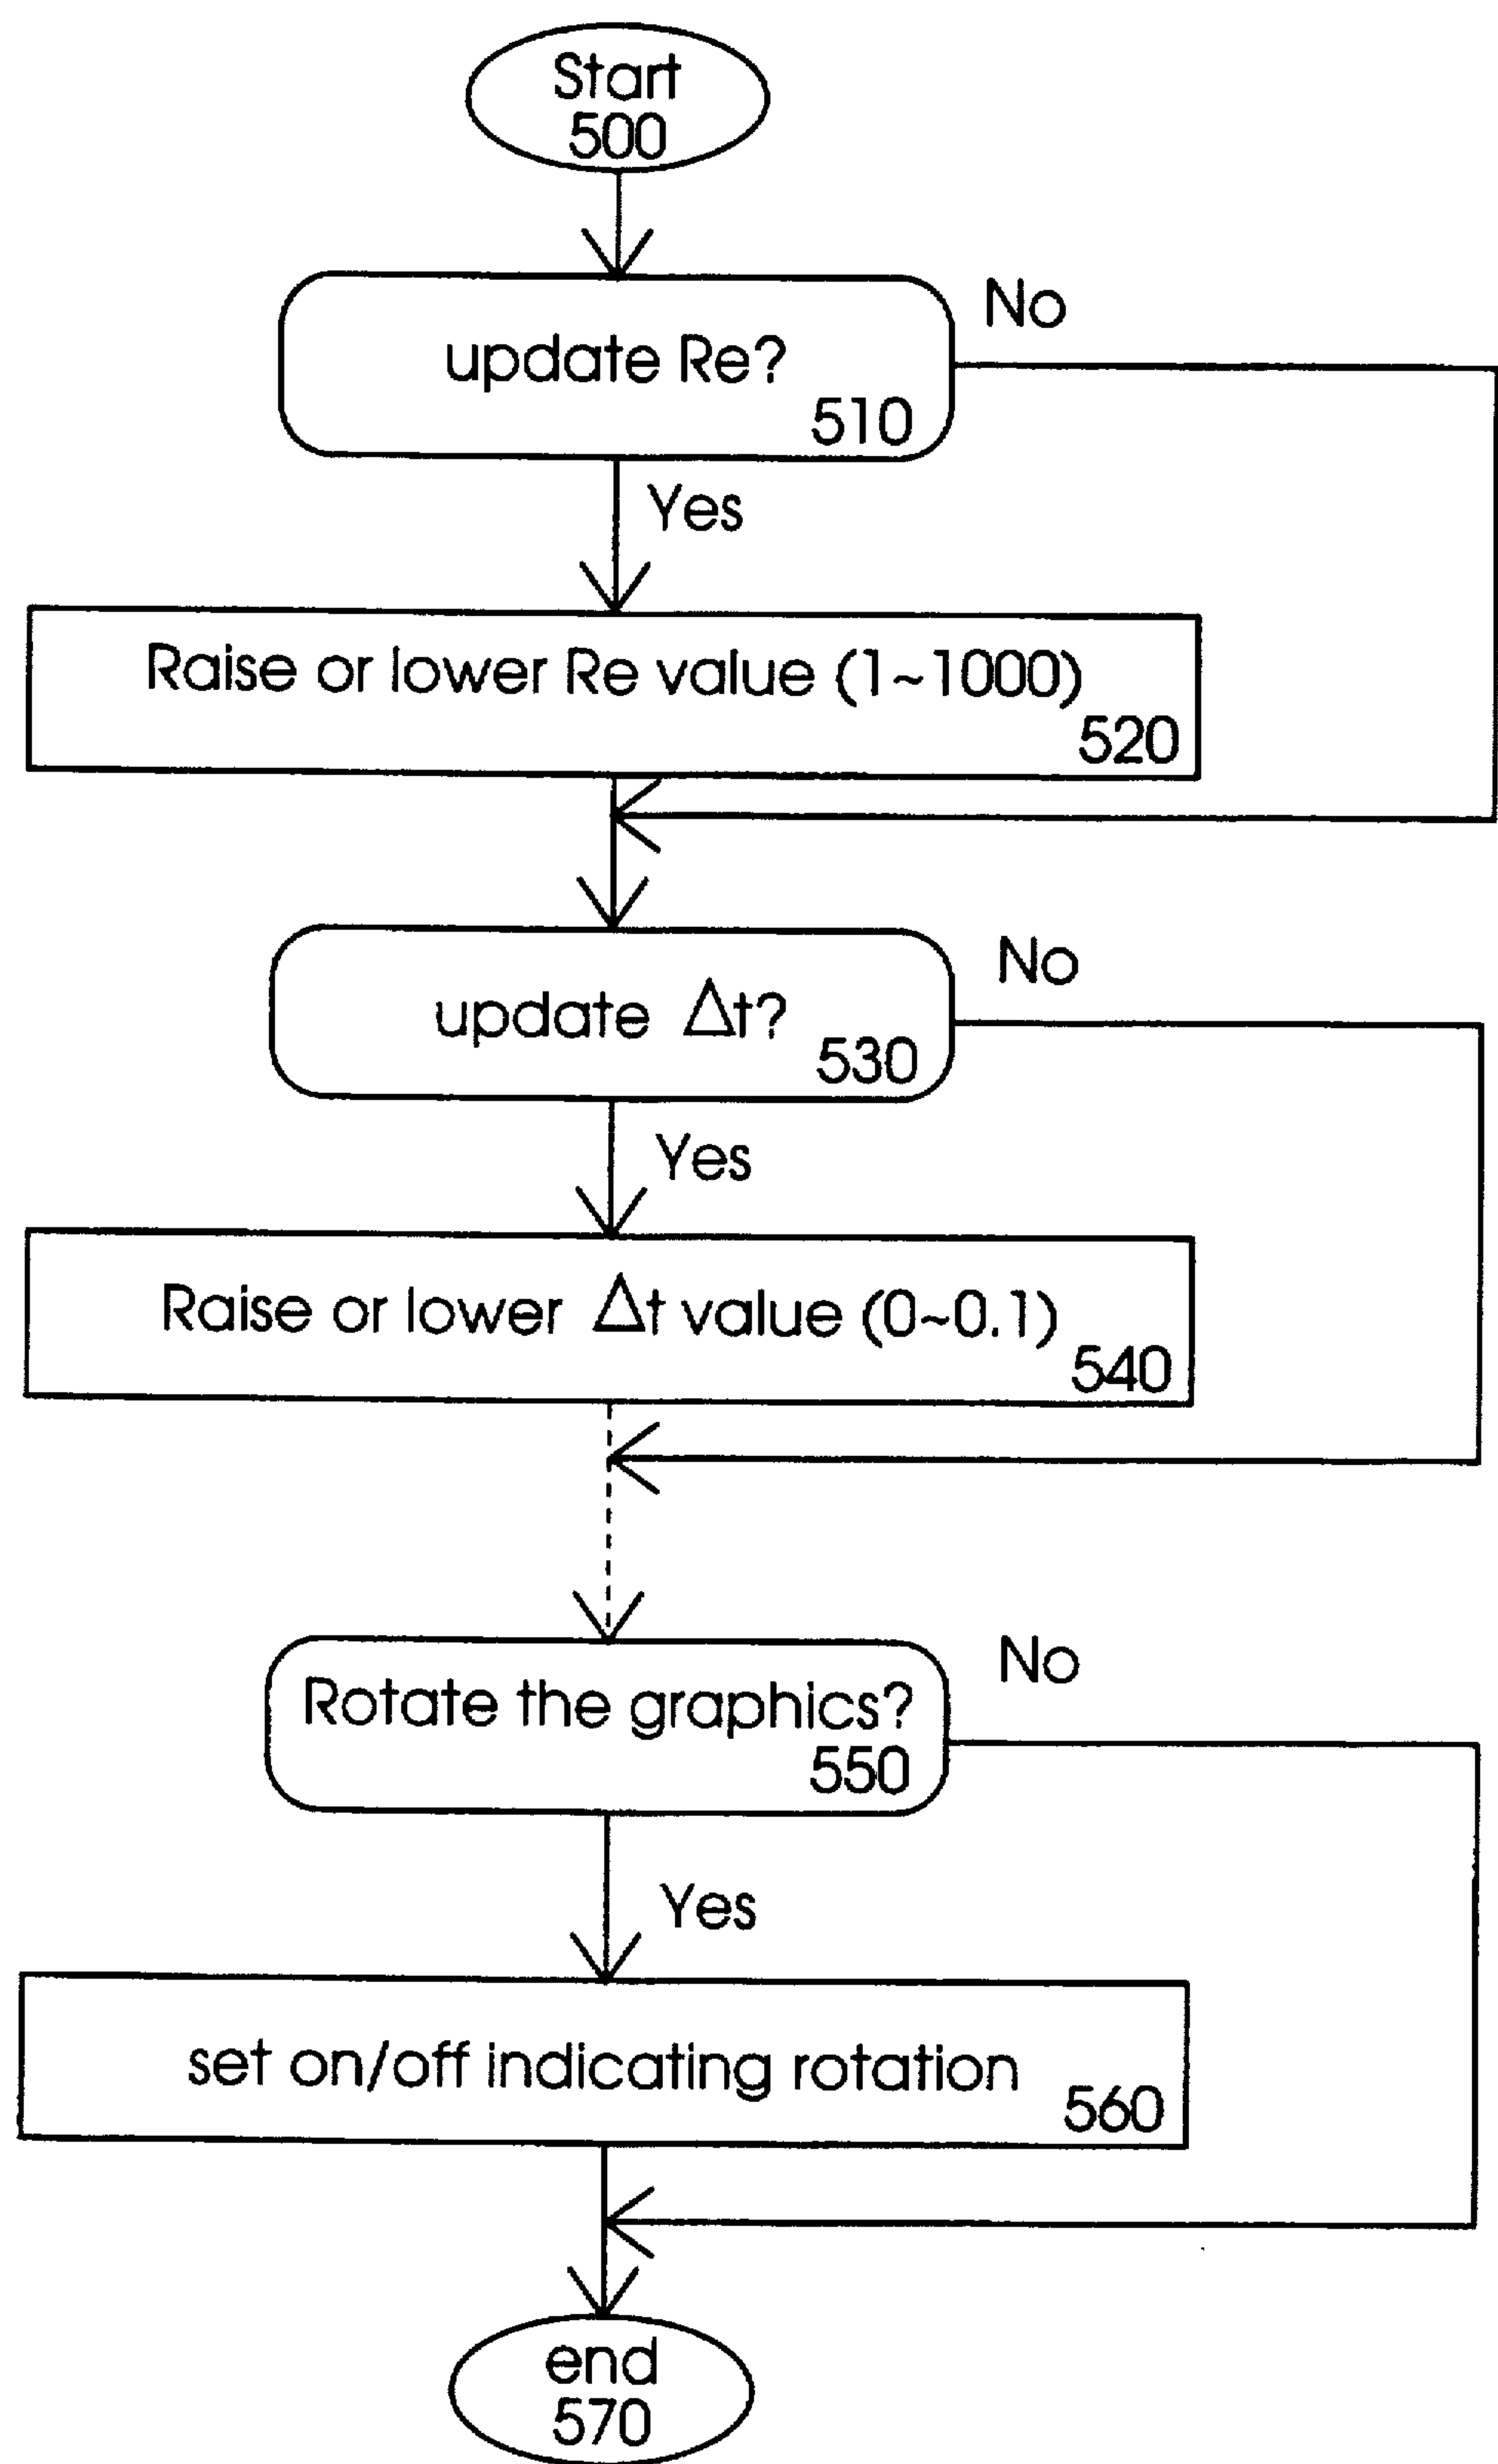 Start
500
update Re?
510
No
Yes
Raise or lower Re value (1~1000)
520
update Δt?
530
No
Yes
Raise or lower Δt value (0~0.1)
540
Rotate the graphics?
550
No
Yes
set on/off indicating rotation
560
end
570